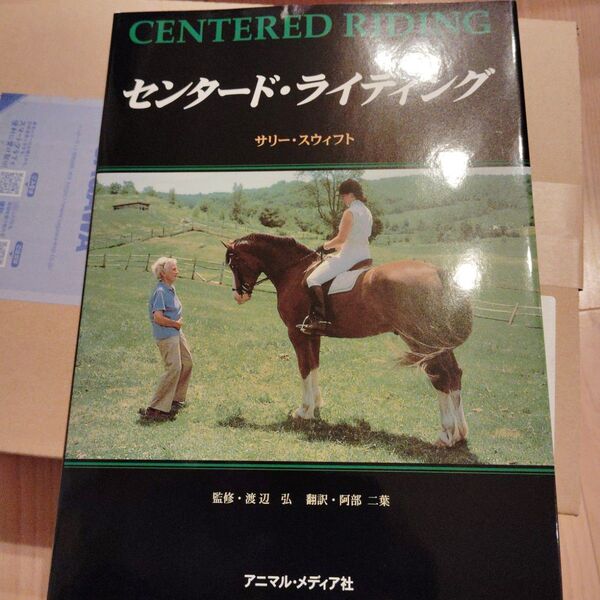 CENTERED RIDING
センタード・ライティング
サリー・スウィフト
監修・渡辺 弘 翻訳・阿部 二葉
アニマル・メディア社